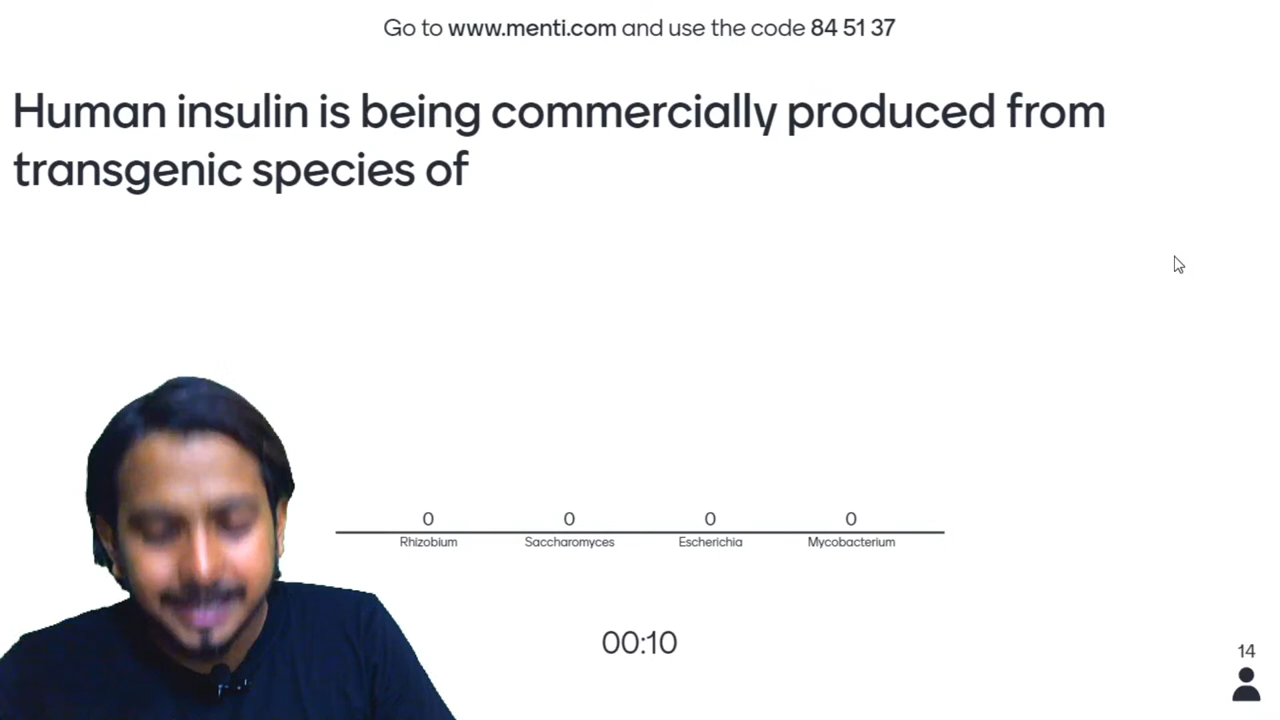 Go to www.menti.com and use the code 84 51 37
Human insulin is being commercially produced from
transgenic species of
0 0 0 0
Rhizobium Saccharomyces Escherichia Mycobacterium
00:10
14